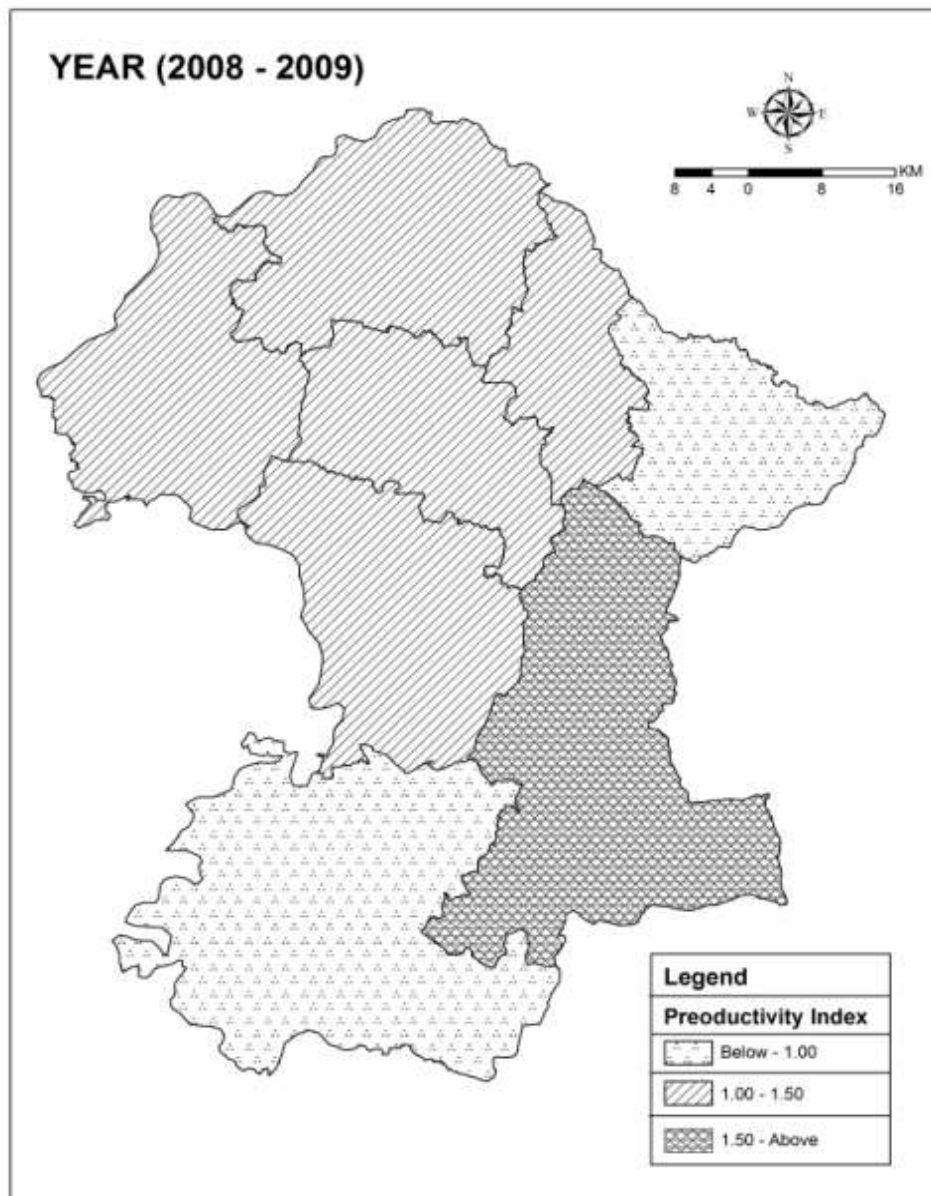 YEAR (2008 - 2009)
N
W E
S
KM
8 4 0 8 16
Legend
Preoductivity Index
Below - 1.00
1.00 - 1.50
1.50 - Above